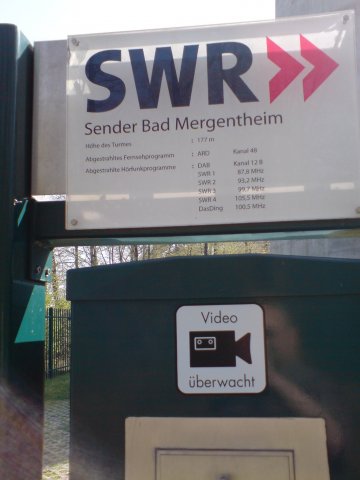 SWR
Sender Bad Mergentheim
Höhe des Turmes : 177 m
Abgestrahltes Fernsehprogramm : ARD Kanal 48
Abgestrahlte Hörfunkprogramme : DAB Kanal 12 B
SWR 1 87,8 MHz
SWR 2 93,2 MHz
SWR 3 99,7 MHz
SWR 4 105,5 MHz
DasDing 100,5 MHz
Video
überwacht